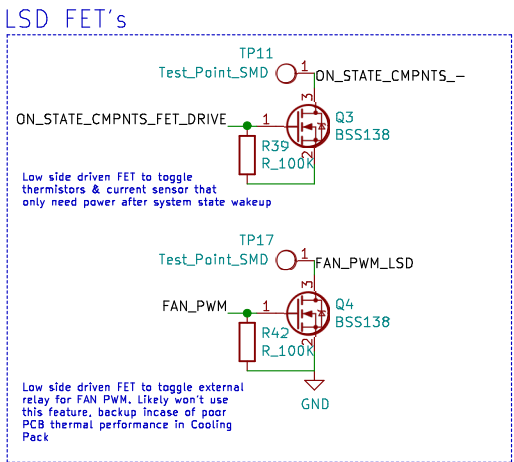 LSD FET's
TP11
Test_Point_SMD
1
ON_STATE_CMPNTS_-
3
ON_STATE_CMPNTS_FET_DRIVE
1
Q3
BSS138
R39
R_100K
2
Low side driven FET to toggle
thermistors & current sensor that
only need power after system state wakeup
TP17
Test_Point_SMD
1
FAN_PWM_LSD
3
FAN_PWM
1
Q4
BSS138
R42
R_100K
2
GND
Low side driven FET to toggle external
relay for FAN PWM. Likely won't use
this feature, backup incase of poor
PCB thermal performance in Cooling
Pack